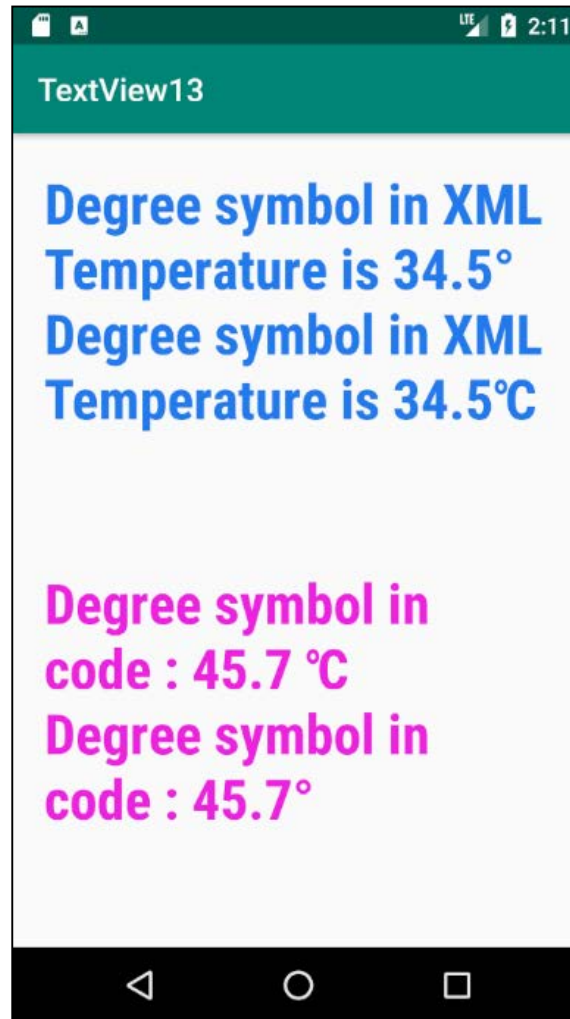 LTE 2:11
TextView13
Degree symbol in XML
Temperature is 34.5°
Degree symbol in XML
Temperature is 34.5℃
Degree symbol in
code : 45.7 ℃
Degree symbol in
code : 45.7°